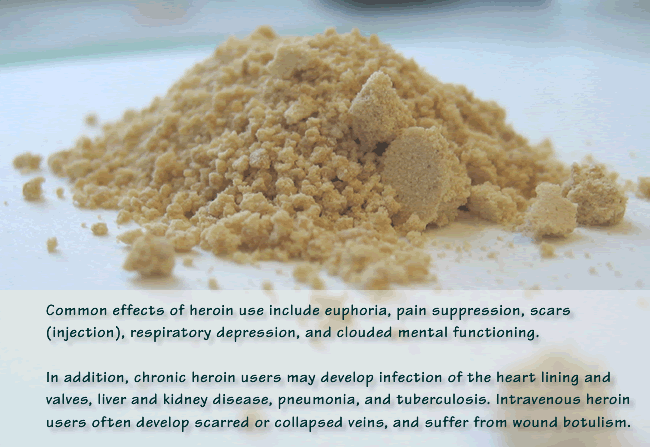 Common effects of heroin use include euphoria, pain suppression, scars
(injection), respiratory depression, and clouded mental functioning.
In addition, chronic heroin users may develop infection of the heart lining and
valves, liver and kidney disease, pneumonia, and tuberculosis. Intravenous heroin
users often develop scarred or collapsed veins, and suffer from wound botulism.